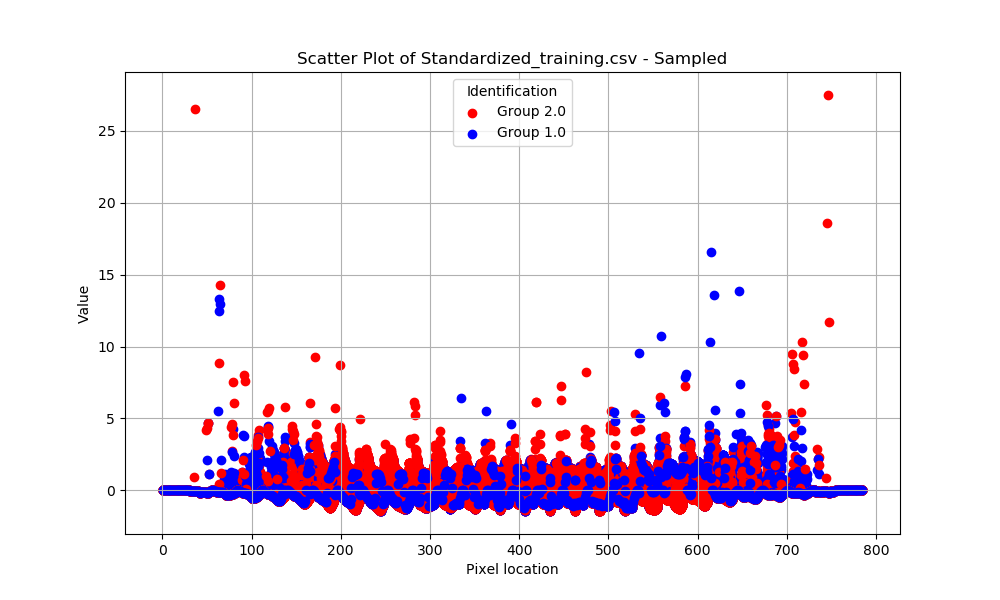 Scatter Plot of Standardized_training.csv - Sampled
Identification
Group 2.0
Group 1.0
Value
25
20
15
10
5
0
0 100 200 300 400 500 600 700 800
Pixel location